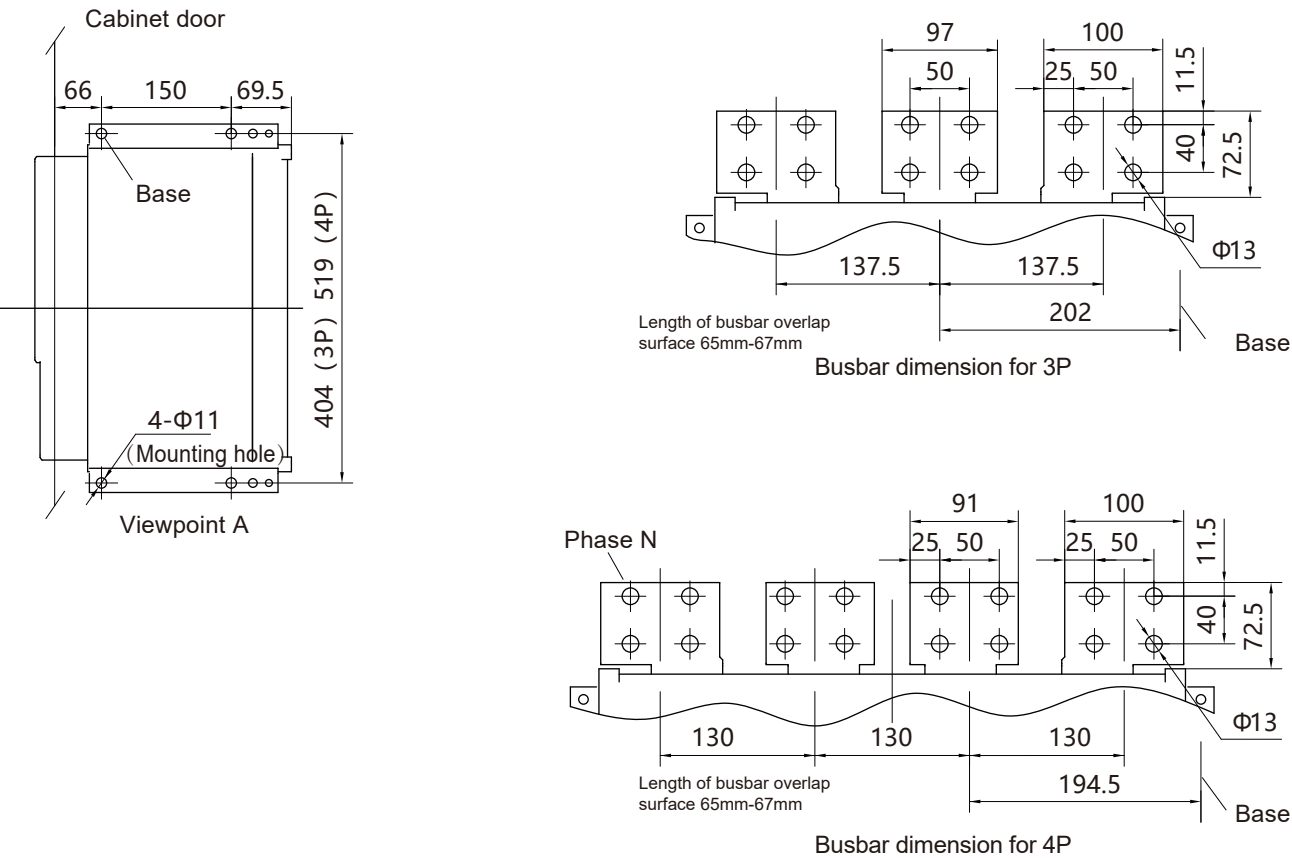 Cabinet door
66
150
69.5
Base
404 (3P) 519 (4P)
4-Φ11
(Mounting hole)
Viewpoint A
97
100
50
25
50
11.5
40
72.5
Φ13
137.5
137.5
202
Length of busbar overlap
surface 65mm-67mm
Base
Busbar dimension for 3P
Phase N
91
100
25
50
25
50
11.5
40
72.5
Φ13
130
130
130
194.5
Length of busbar overlap
surface 65mm-67mm
Base
Busbar dimension for 4P